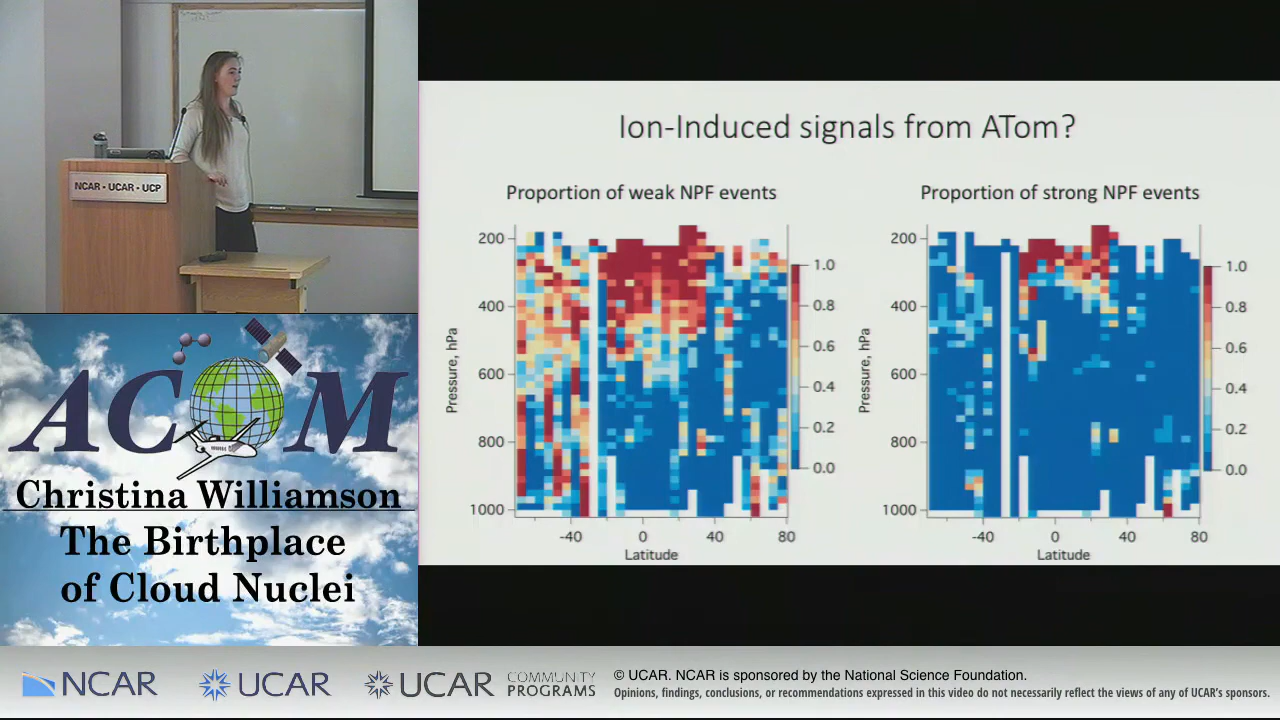 NCAR • UCAR • UCP
Ion-Induced signals from ATom?
Proportion of weak NPF events
200
400
600
800
1000
Pressure, hPa
-40
0
40
80
Latitude
1.0
0.8
0.6
0.4
0.2
0.0
Proportion of strong NPF events
200
400
600
800
1000
Pressure, hPa
-40
0
40
80
Latitude
1.0
0.8
0.6
0.4
0.2
0.0
ACOM
Christina Williamson
The Birthplace
of Cloud Nuclei
NCAR
UCAR
UCAR
COMMUNITY
PROGRAMS
© UCAR. NCAR is sponsored by the National Science Foundation.
Opinions, findings, conclusions, or recommendations expressed in this video do not necessarily reflect the views of any of UCAR's sponsors.